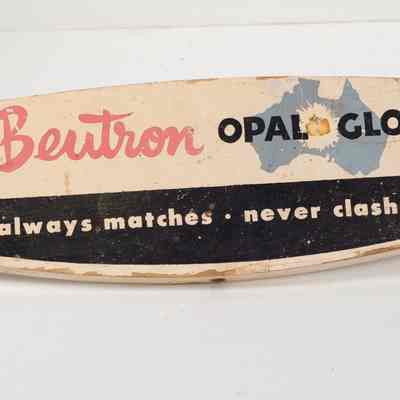 Beutron OPAL GLO
always matches · never clash